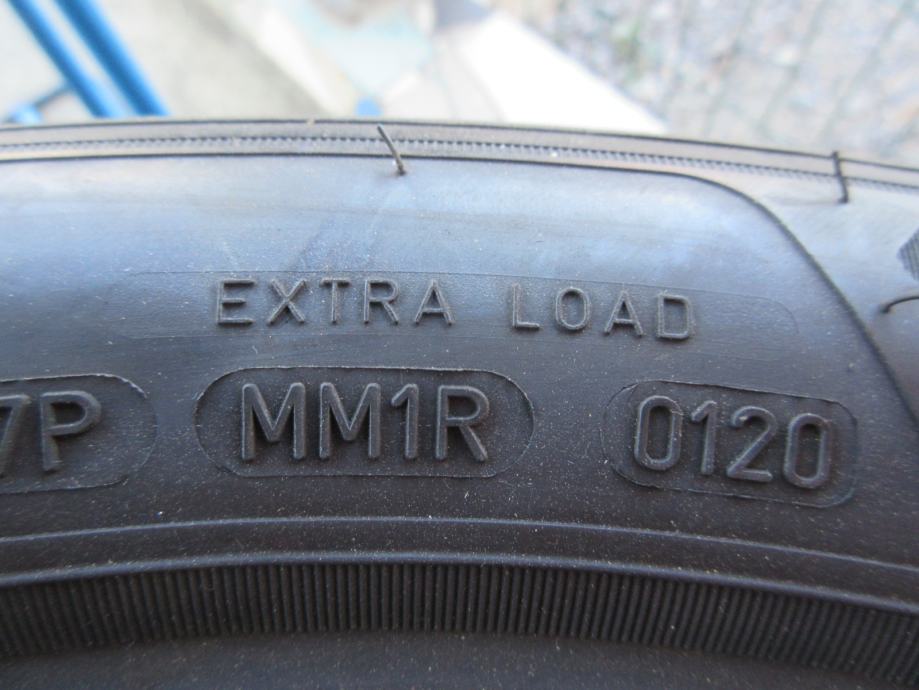 EXTRA LOAD
7P MM1R 0120